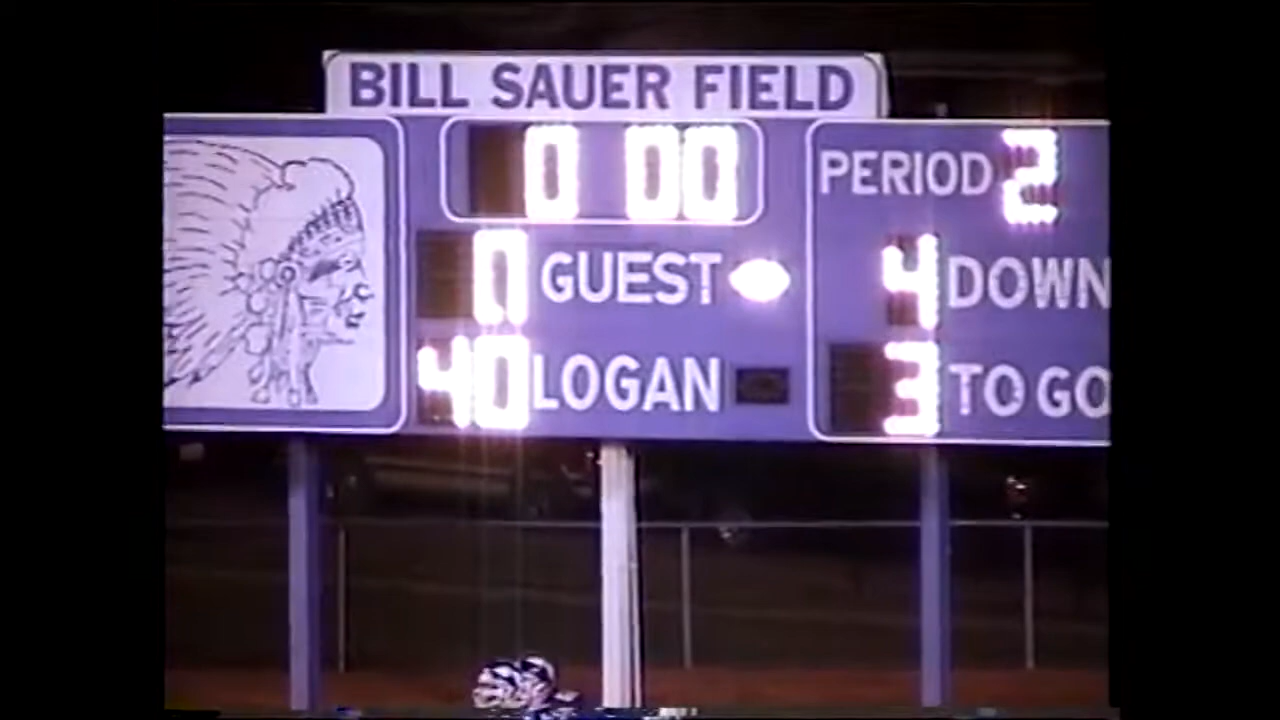 BILL SAUER FIELD
0 00
PERIOD 2
0 GUEST
4 DOWN
40 LOGAN
3 TO GO